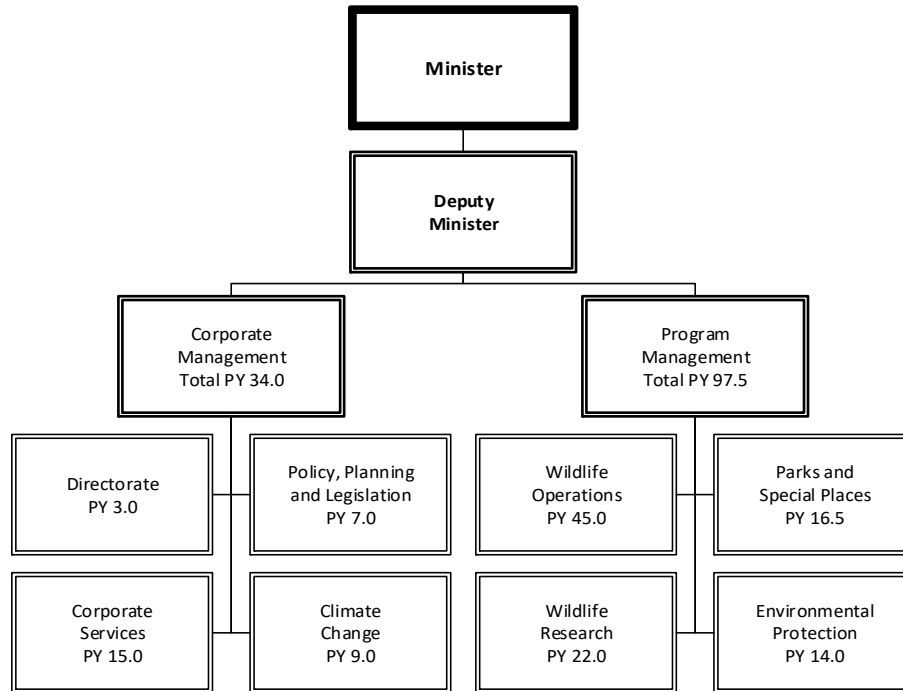 Minister
Deputy
Minister
Corporate
Management
Total PY 34.0
Program
Management
Total PY 97.5
Directorate
PY 3.0
Policy, Planning
and Legislation
PY 7.0
Wildlife
Operations
PY 45.0
Parks and
Special Places
PY 16.5
Corporate
Services
PY 15.0
Climate
Change
PY 9.0
Wildlife
Research
PY 22.0
Environmental
Protection
PY 14.0